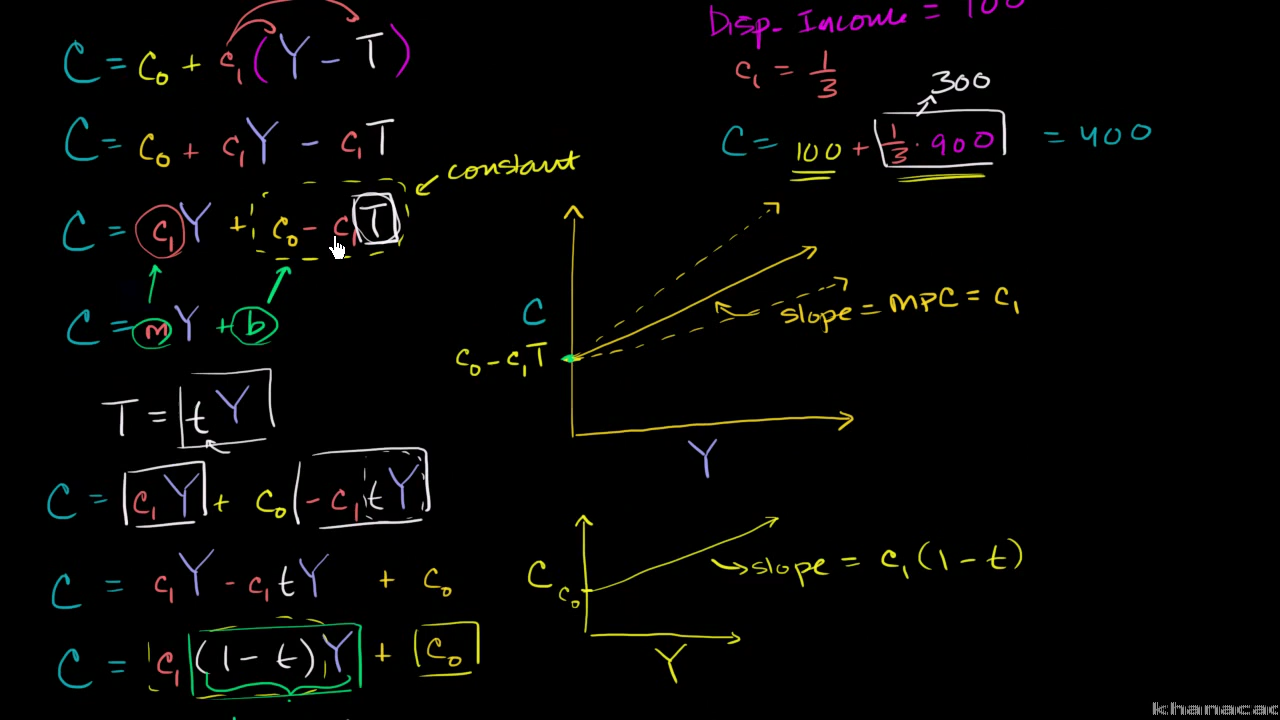 C = c₀ + c₁(Y - T)
C = c₀ + c₁Y - c₁T
C = c₁Y + c₀ - c₁T
constant
C = mY + b
T = tY
C = c₁Y + c₀ - c₁tY
C = c₁Y - c₁tY + c₀
C = c₁(1 - t)Y + c₀
Disp. Income = 100
c₁ = 1/3
300
C = 100 + 1/3 · 900 = 400
C
c₀ - c₁T
slope = MPC = c₁
Y
C
c₀
slope = c₁(1 - t)
Y
khanacac